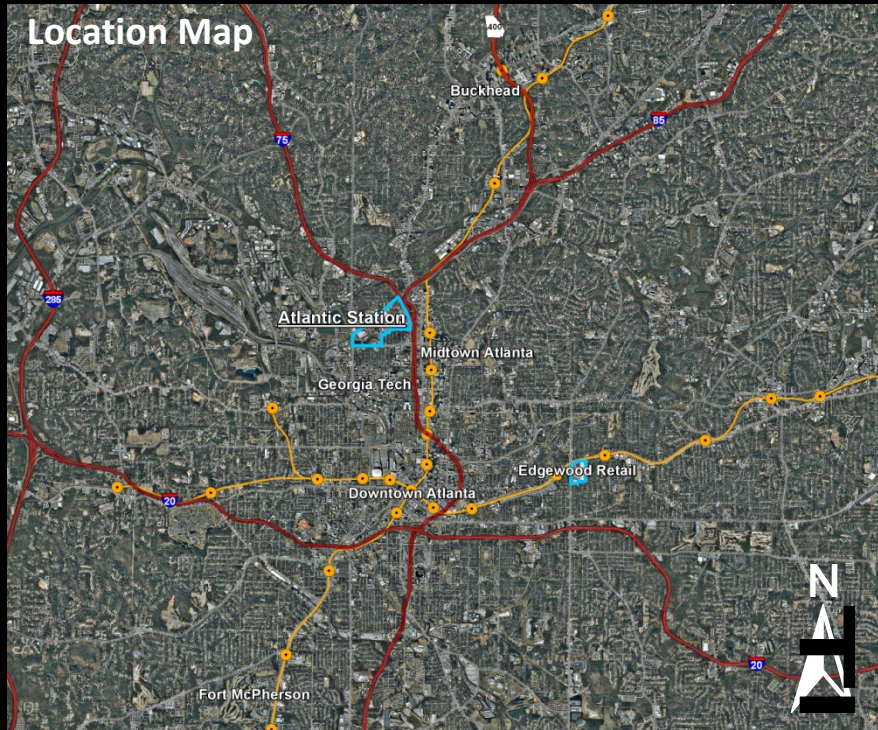 Location Map
400
Buckhead
85
75
285
Atlantic Station
Midtown Atlanta
Georgia Tech
Edgewood Retail
Downtown Atlanta
20
20
Fort McPherson
N